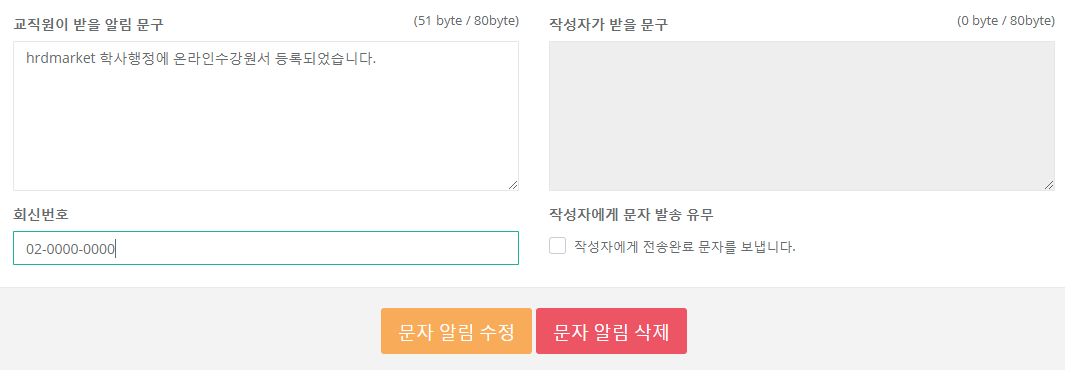 교직원이 받을 알림 문구 (51 byte / 80byte)
hrdmarket 학사행정에 온라인수강원서 등록되었습니다.
회신번호
02-0000-0000
작성자가 받을 문구 (0 byte / 80byte)
작성자에게 문자 발송 유무
작성자에게 전송완료 문자를 보냅니다.
문자 알림 수정
문자 알림 삭제